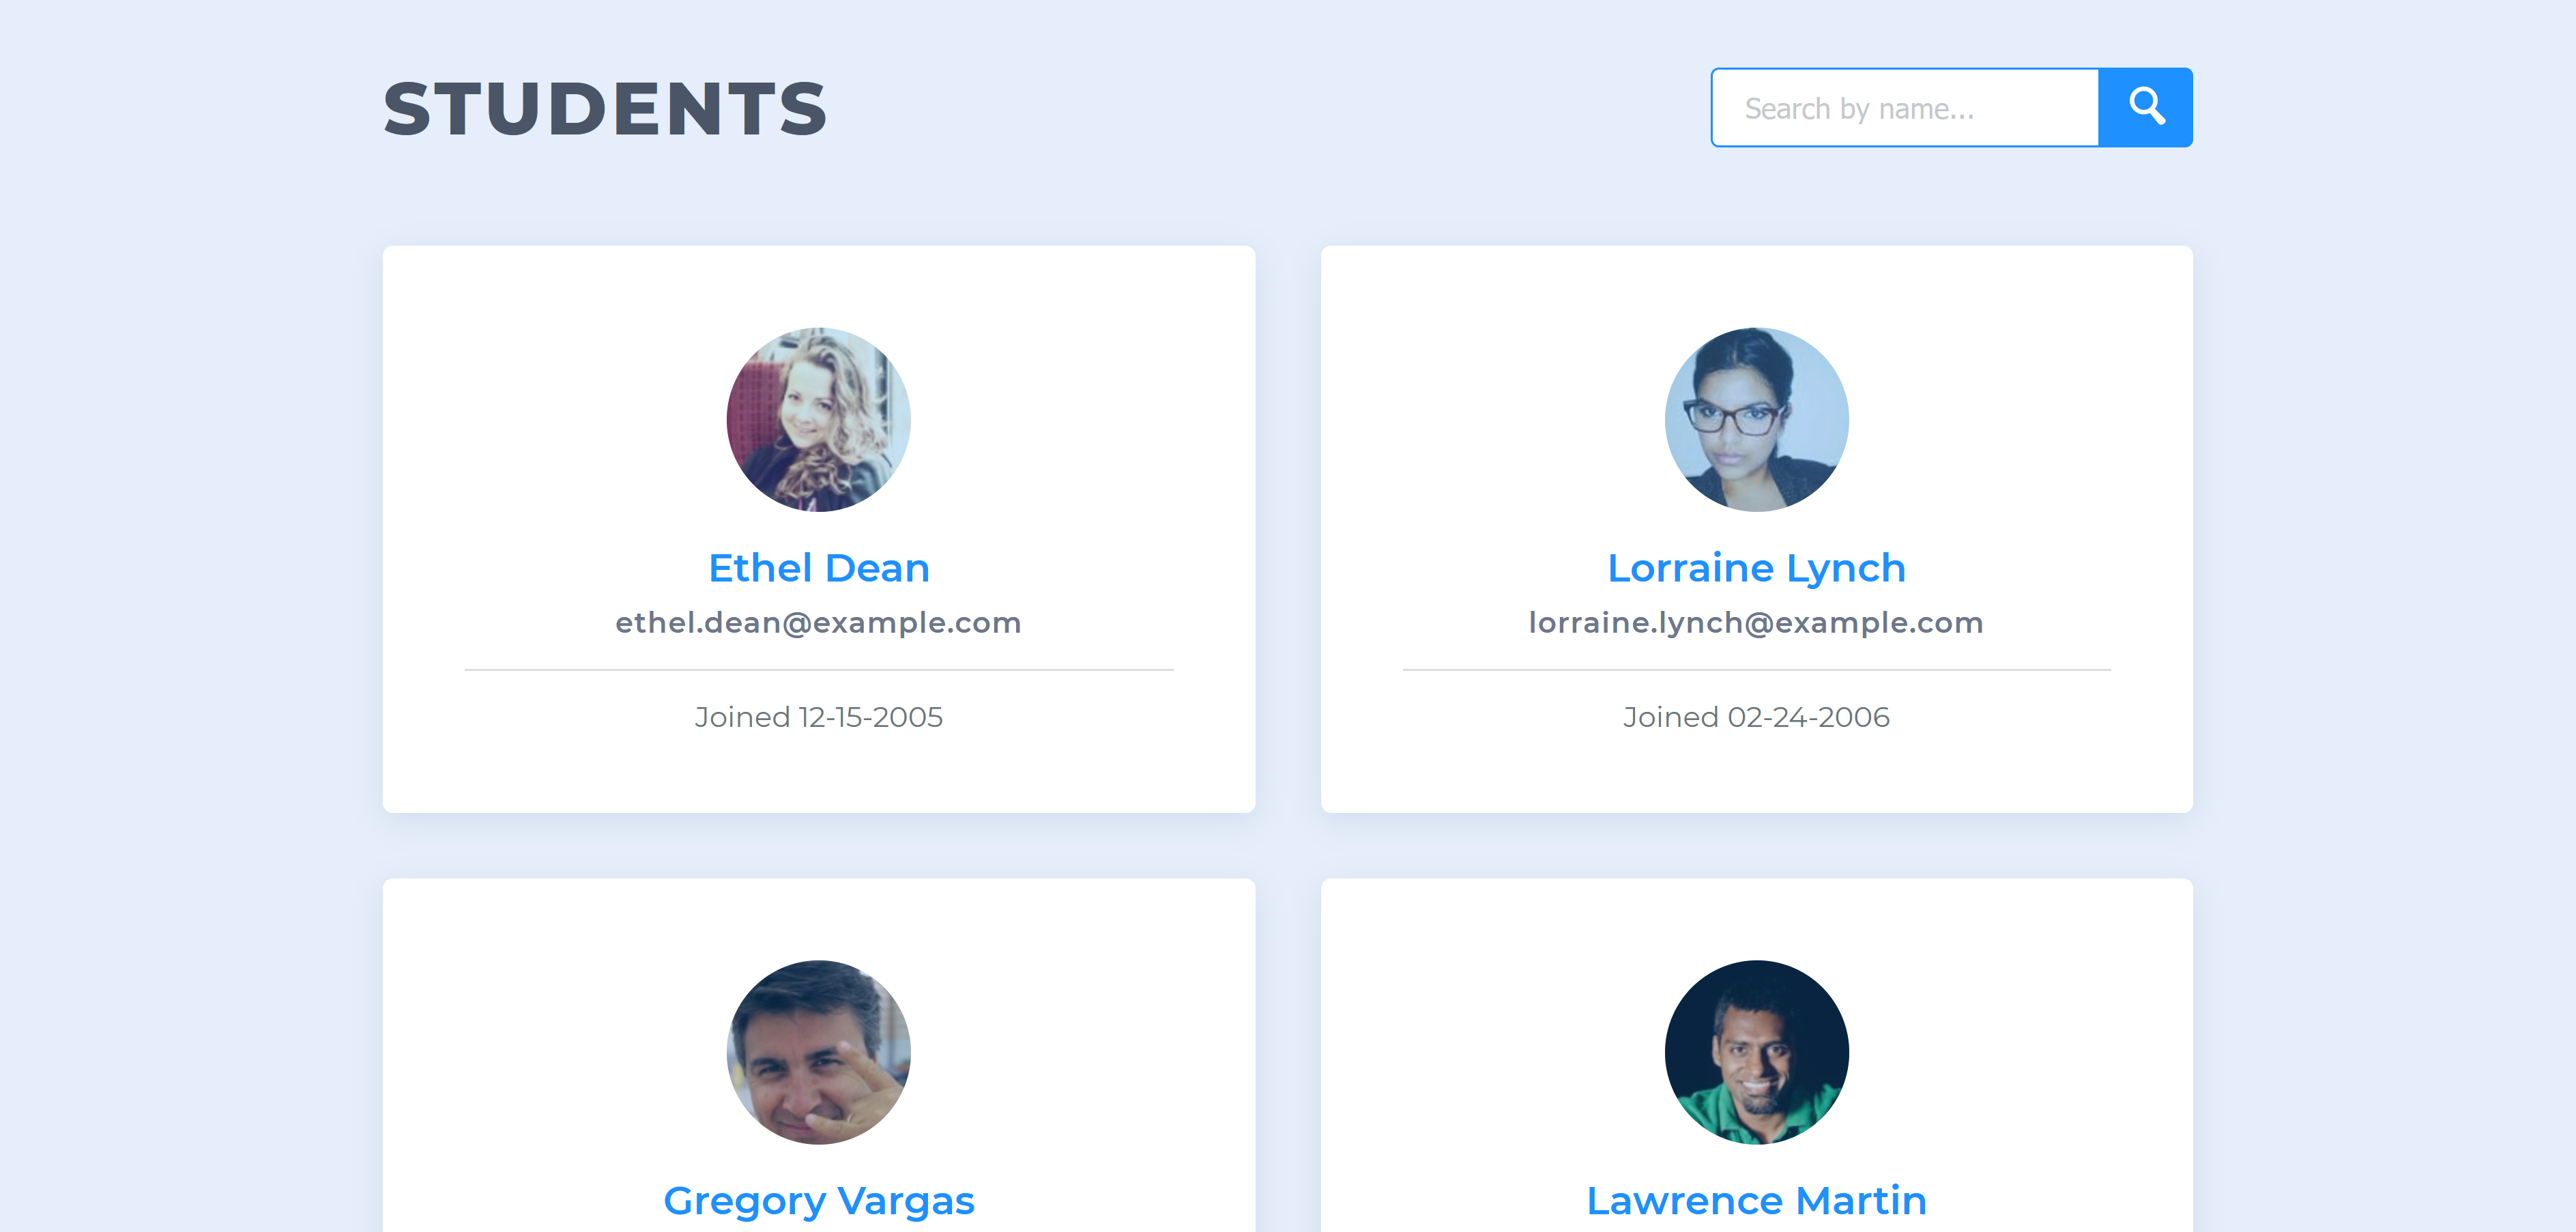 STUDENTS
Search by name...
Ethel Dean
ethel.dean@example.com
Joined 12-15-2005
Lorraine Lynch
lorraine.lynch@example.com
Joined 02-24-2006
Gregory Vargas
Lawrence Martin